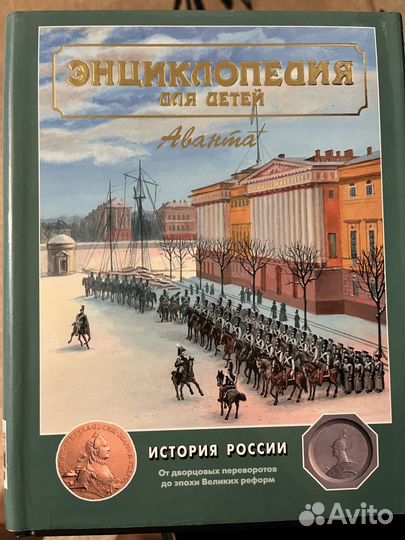 ЭНЦИКЛОПЕДИЯ
ДЛЯ ДЕТЕЙ
Аванта+
ИСТОРИЯ РОССИИ
От дворцовых переворотов
до эпохи Великих реформ
Avito